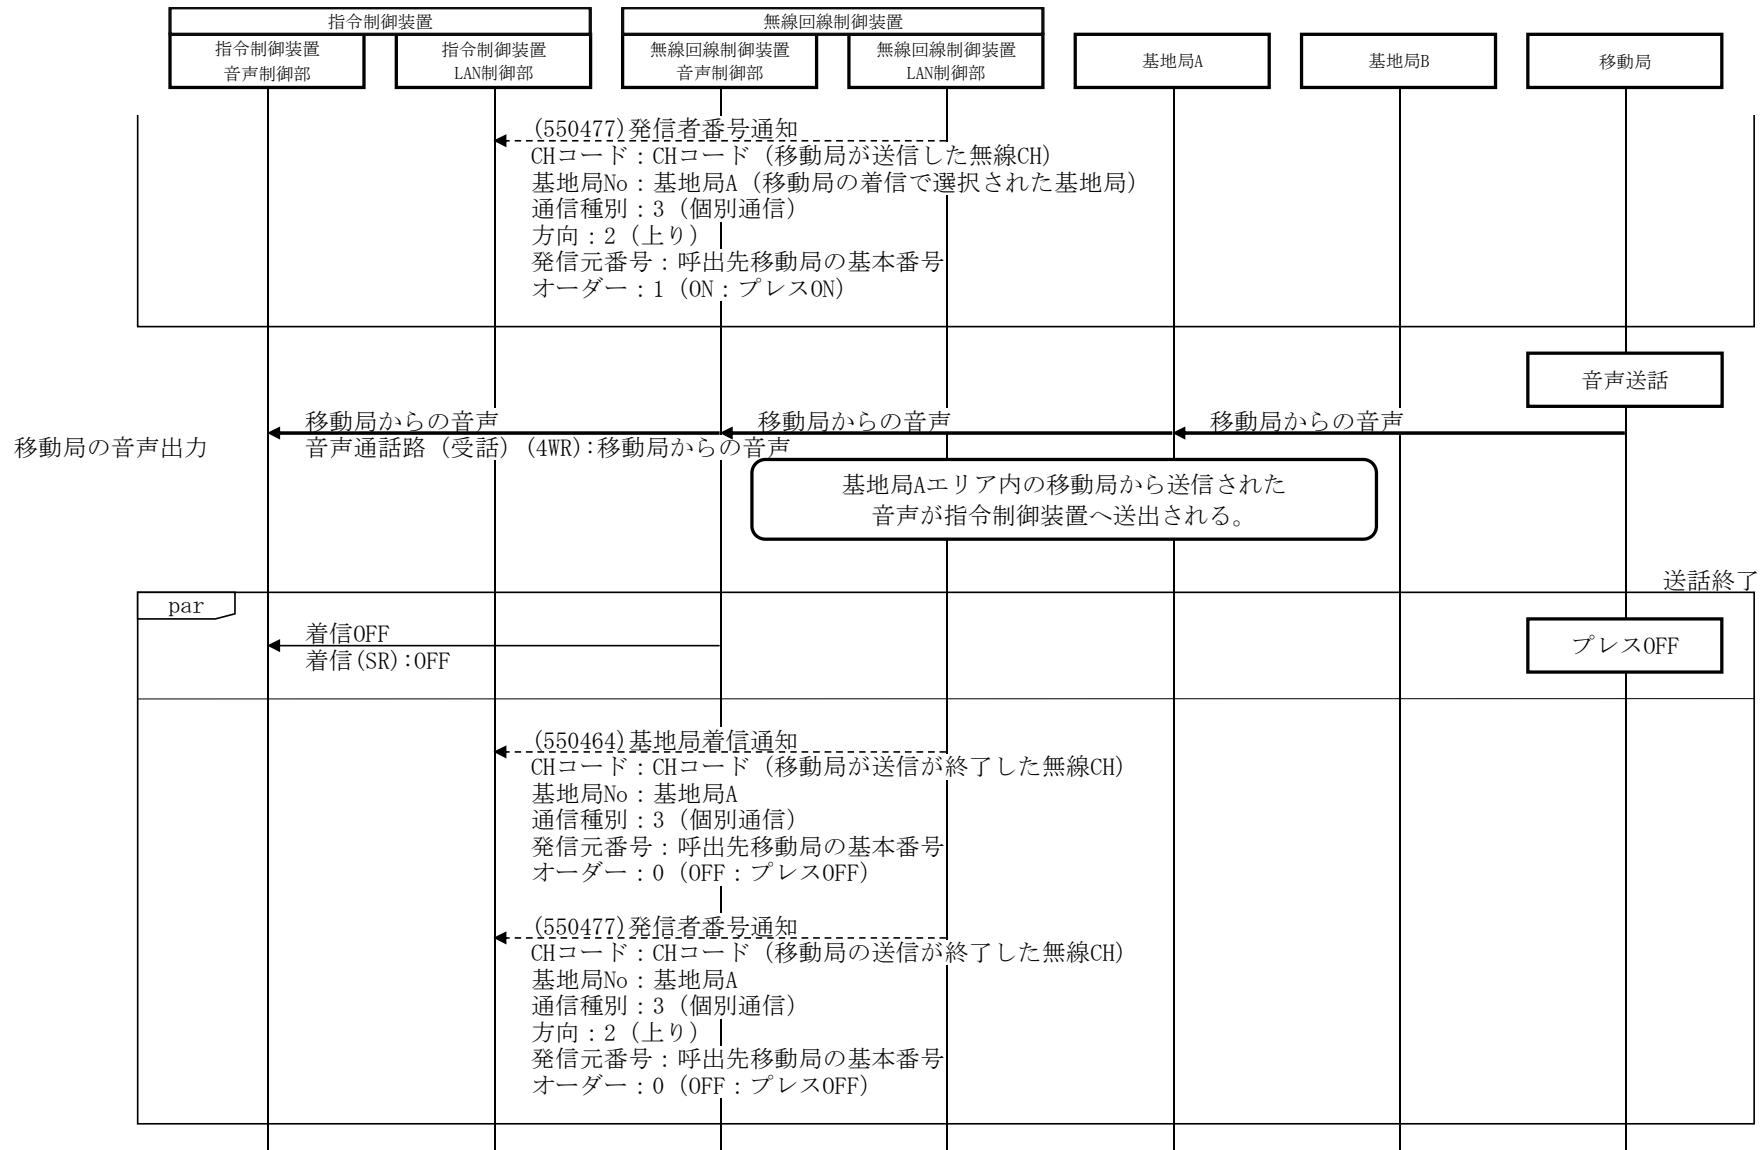 指令制御装置
無線回線制御装置
指令制御装置
音声制御部
指令制御装置
LAN制御部
無線回線制御装置
音声制御部
無線回線制御装置
LAN制御部
基地局A
基地局B
移動局
(550477)発信者番号通知
CHコード：CHコード（移動局が送信した無線CH）
基地局No：基地局A（移動局の着信で選択された基地局）
通信種別：3（個別通信）
方向：2（上り）
発信元番号：呼出先移動局の基本番号
オーダー：1（ON：プレスON）
音声送話
移動局からの音声
移動局からの音声
移動局からの音声
移動局の音声出力
音声通話路（受話）(4WR):移動局からの音声
基地局Aエリア内の移動局から送信された
音声が指令制御装置へ送出される。
送話終了
par
着信OFF
着信(SR):OFF
プレスOFF
(550464)基地局着信通知
CHコード：CHコード（移動局が送信が終了した無線CH）
基地局No：基地局A
通信種別：3（個別通信）
発信元番号：呼出先移動局の基本番号
オーダー：0（OFF：プレスOFF）
(550477)発信者番号通知
CHコード：CHコード（移動局の送信が終了した無線CH）
基地局No：基地局A
通信種別：3（個別通信）
方向：2（上り）
発信元番号：呼出先移動局の基本番号
オーダー：0（OFF：プレスOFF）